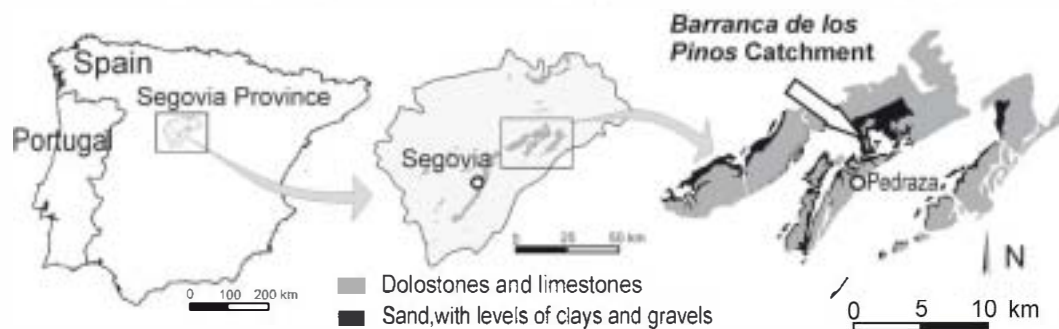 Spain
Segovia Province
Portugal
0 100 200 km
Segovia
0 25 50 km
Barranca de los
Pinos Catchment
Pedraza
N
0 5 10 km
Dolostones and limestones
Sand,with levels of clays and gravels